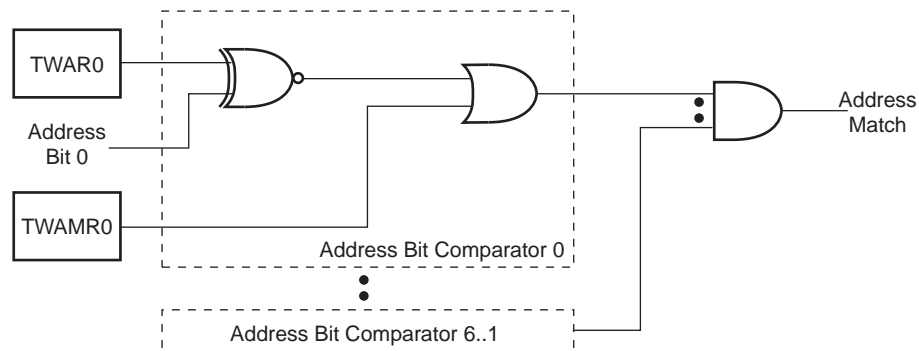 TWAR0
Address
Bit 0
TWAMR0
Address Bit Comparator 0
Address
Match
Address Bit Comparator 6..1